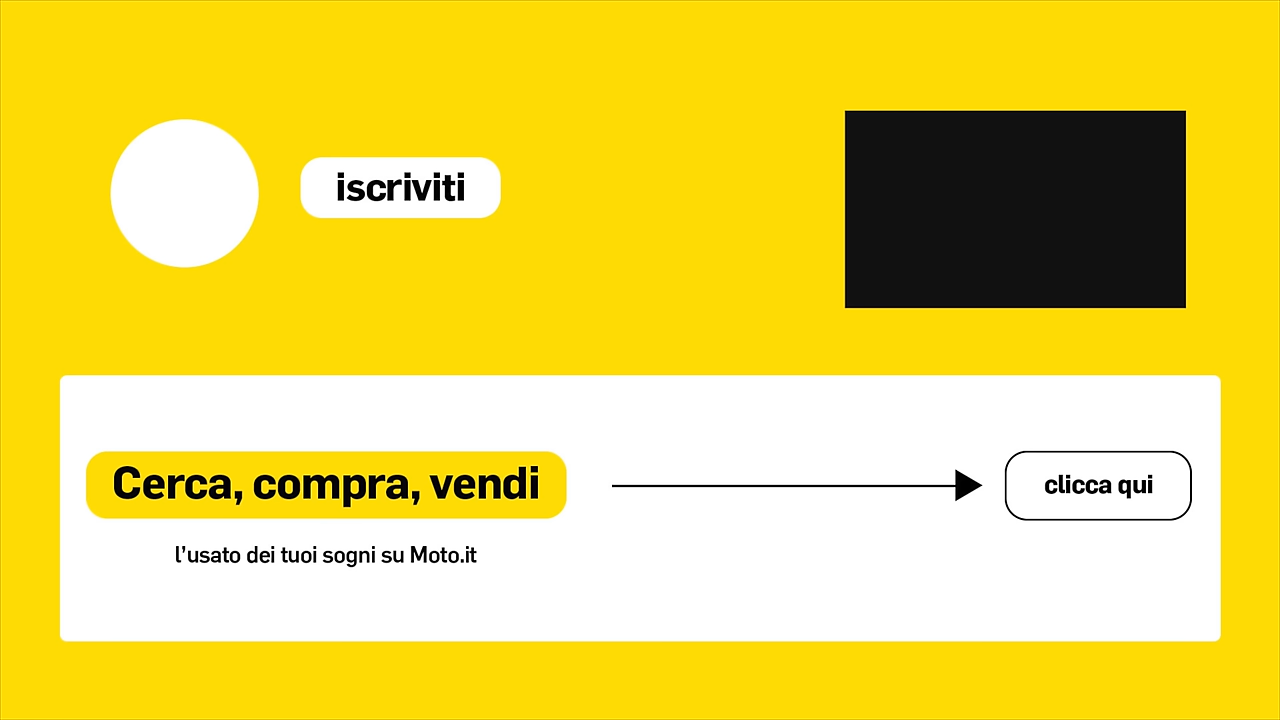 iscriviti
Cerca, compra, vendi
clicca qui
l’usato dei tuoi sogni su Moto.it